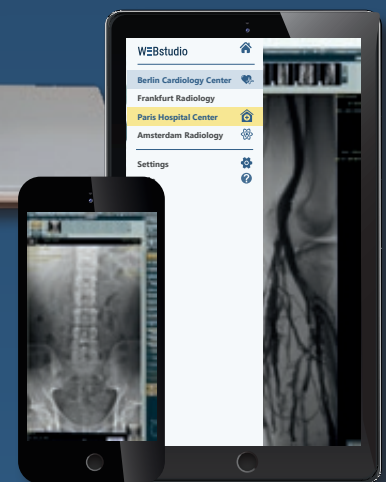 WEBstudio
Berlin Cardiology Center
Frankfurt Radiology
Paris Hospital Center
Amsterdam Radiology
Settings
?